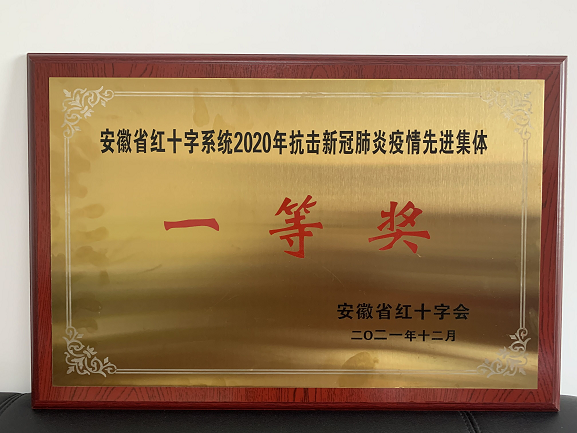 安徽省红十字系统2020年抗击新冠肺炎疫情先进集体
一等奖
安徽省红十字会
二〇二一年十二月